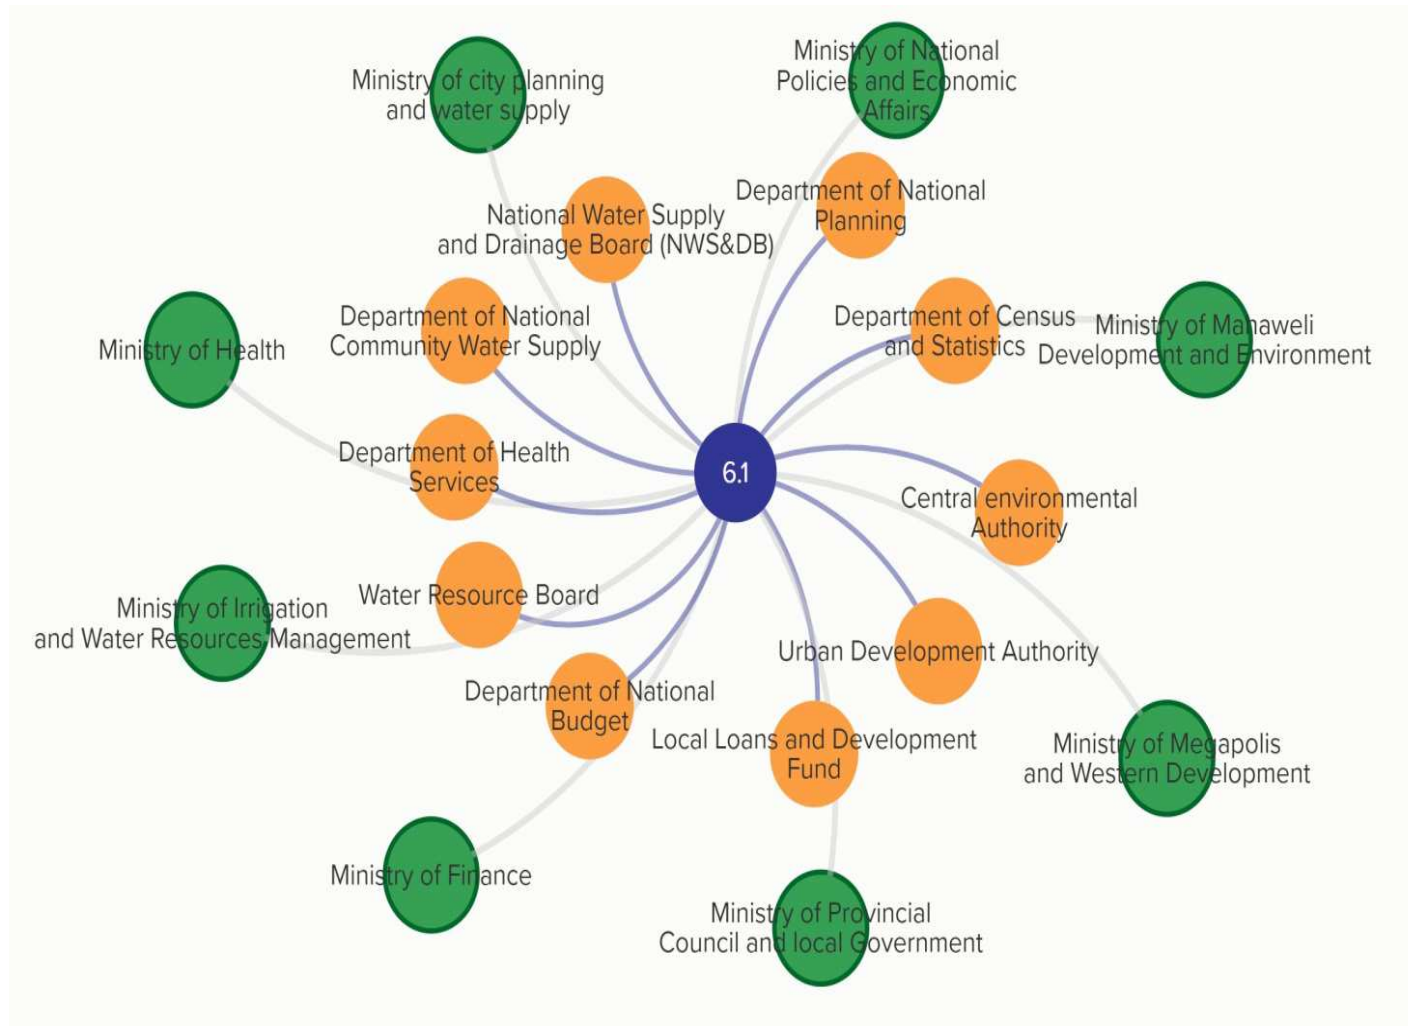 Ministry of National
Policies and Economic
Affairs
Ministry of city planning
and water supply
Department of National
Planning
National Water Supply
and Drainage Board (NWS&DB)
Department of National
Community Water Supply
Department of Census
and Statistics
Ministry of Mahaweli
Development and Environment
Ministry of Health
Department of Health
Services
6.1
Central environmental
Authority
Water Resource Board
Ministry of Irrigation
and Water Resources Management
Urban Development Authority
Department of National
Budget
Local Loans and Development
Fund
Ministry of Megapolis
and Western Development
Ministry of Finance
Ministry of Provincial
Council and local Government